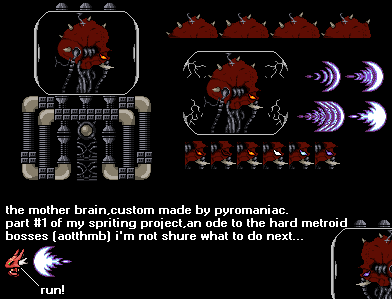 the mother brain,custom made by pyromaniac.
part #1 of my spriting project,an ode to the hard metroid
bosses (aotthmb) i'm not shure what to do next...
run!